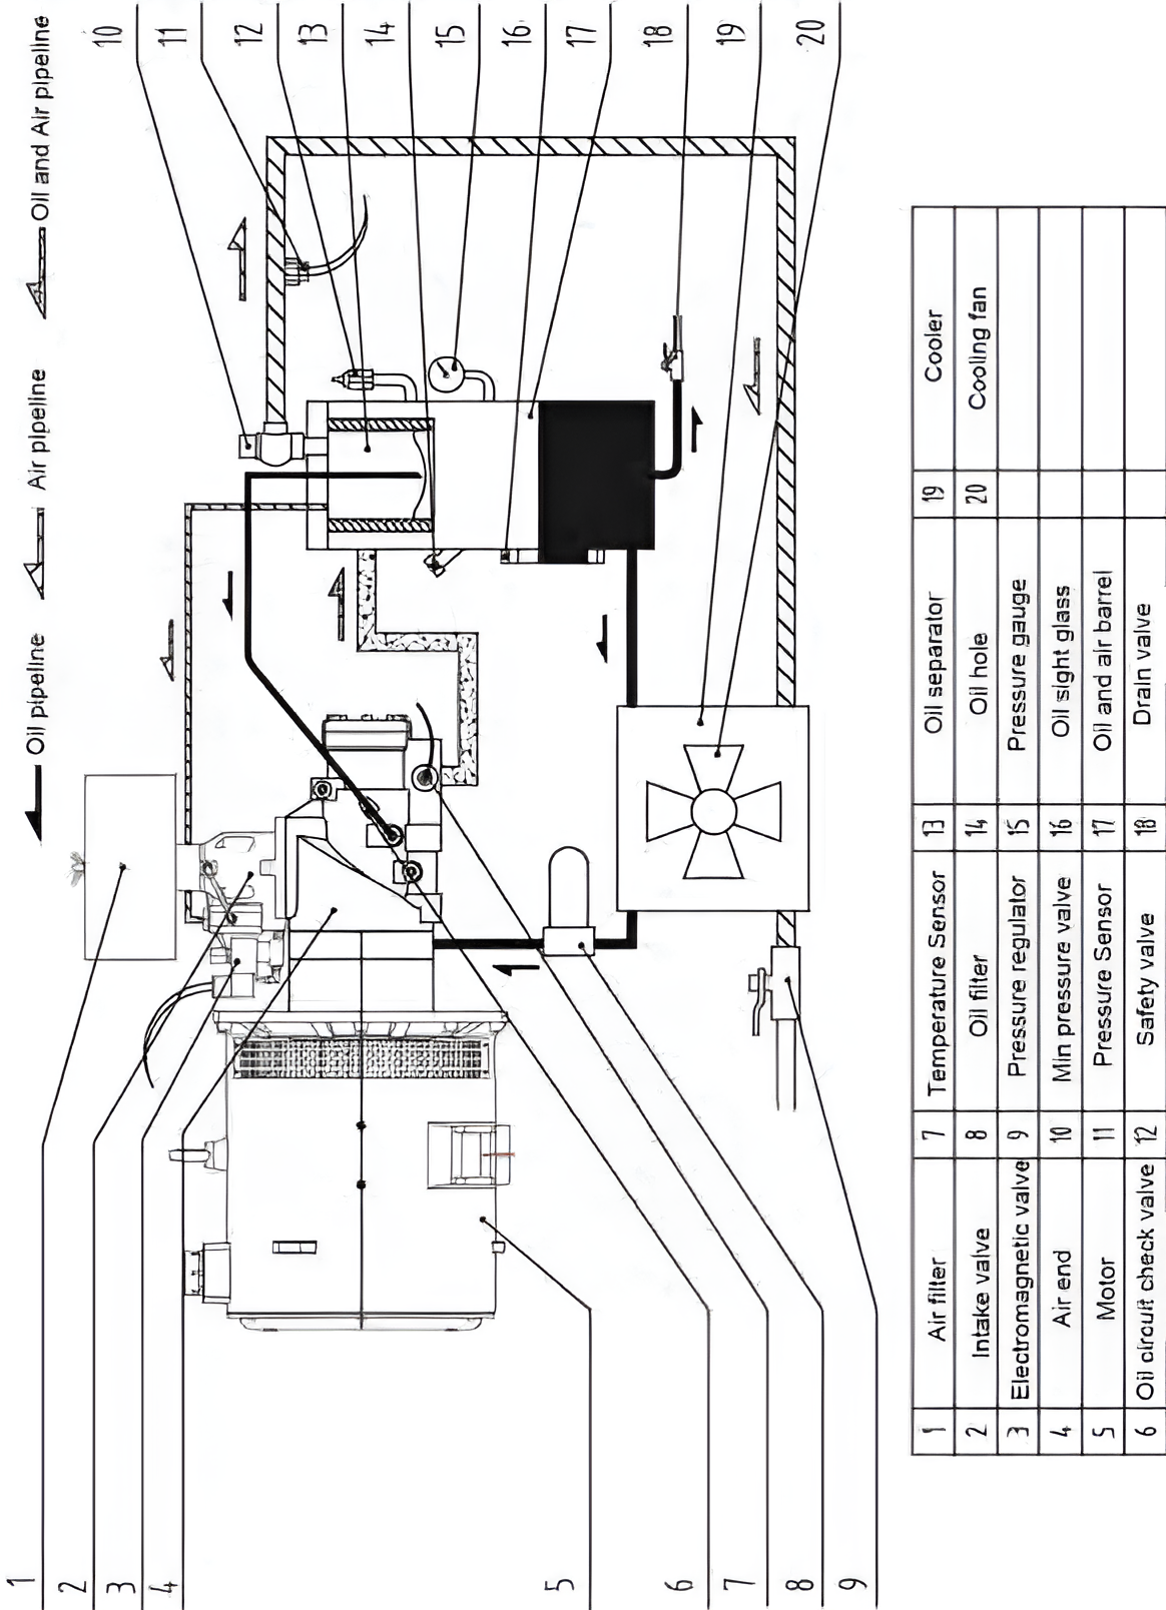 Oil pipeline
Air pipeline
Oil and Air pipeline
1
2
3
4
5
6
7
8
9
10
11
12
13
14
15
16
17
18
19
20
1 Air filter 7 Temperature Sensor 13 Oil separator 19 Cooler
2 Intake valve 8 Oil filter 14 Oil hole 20 Cooling fan
3 Electromagnetic valve 9 Pressure regulator 15 Pressure gauge
4 Air end 10 Min pressure valve 16 Oil sight glass
5 Motor 11 Pressure Sensor 17 Oil and air barrel
6 Oil circuit check valve 12 Safety valve 18 Drain valve